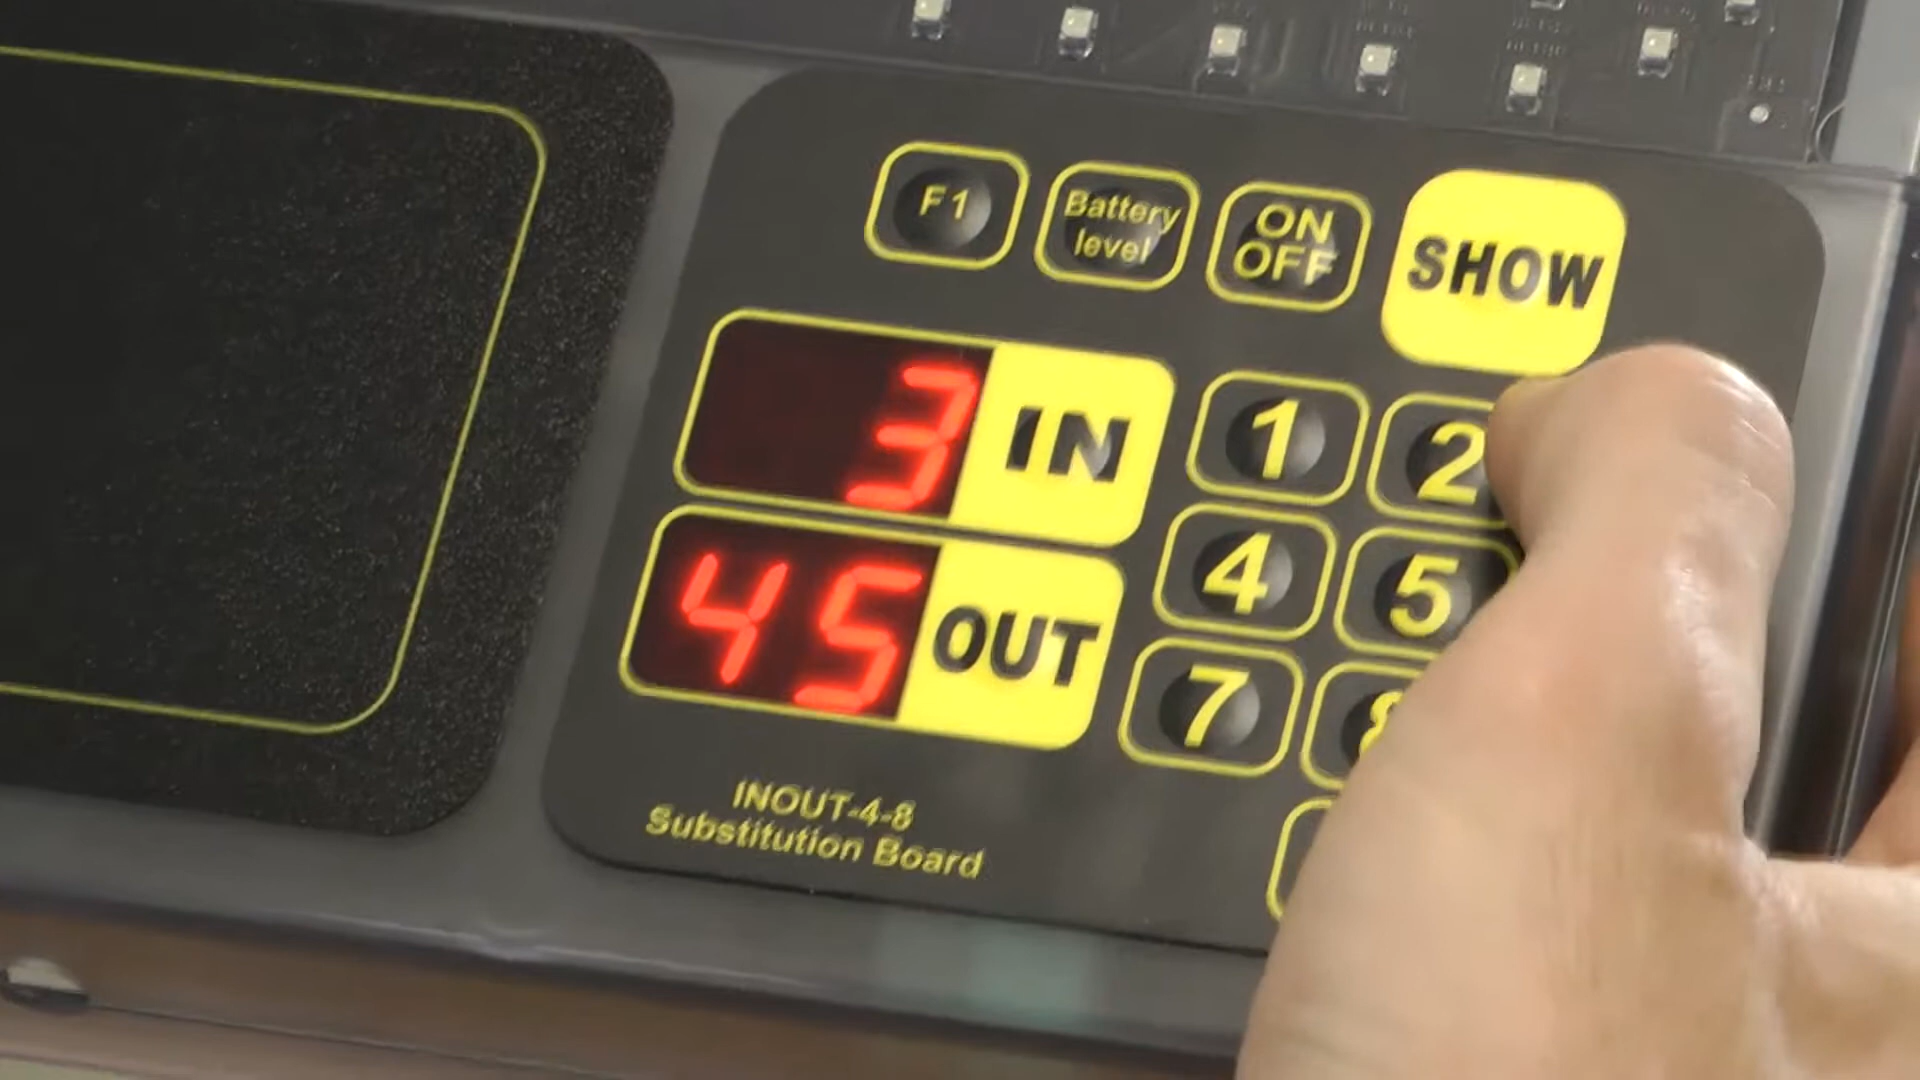 F1
Battery
level
ON
OFF
SHOW
3 IN
1 2
45 OUT
4 5
7 8
INOUT-4-8
Substitution Board